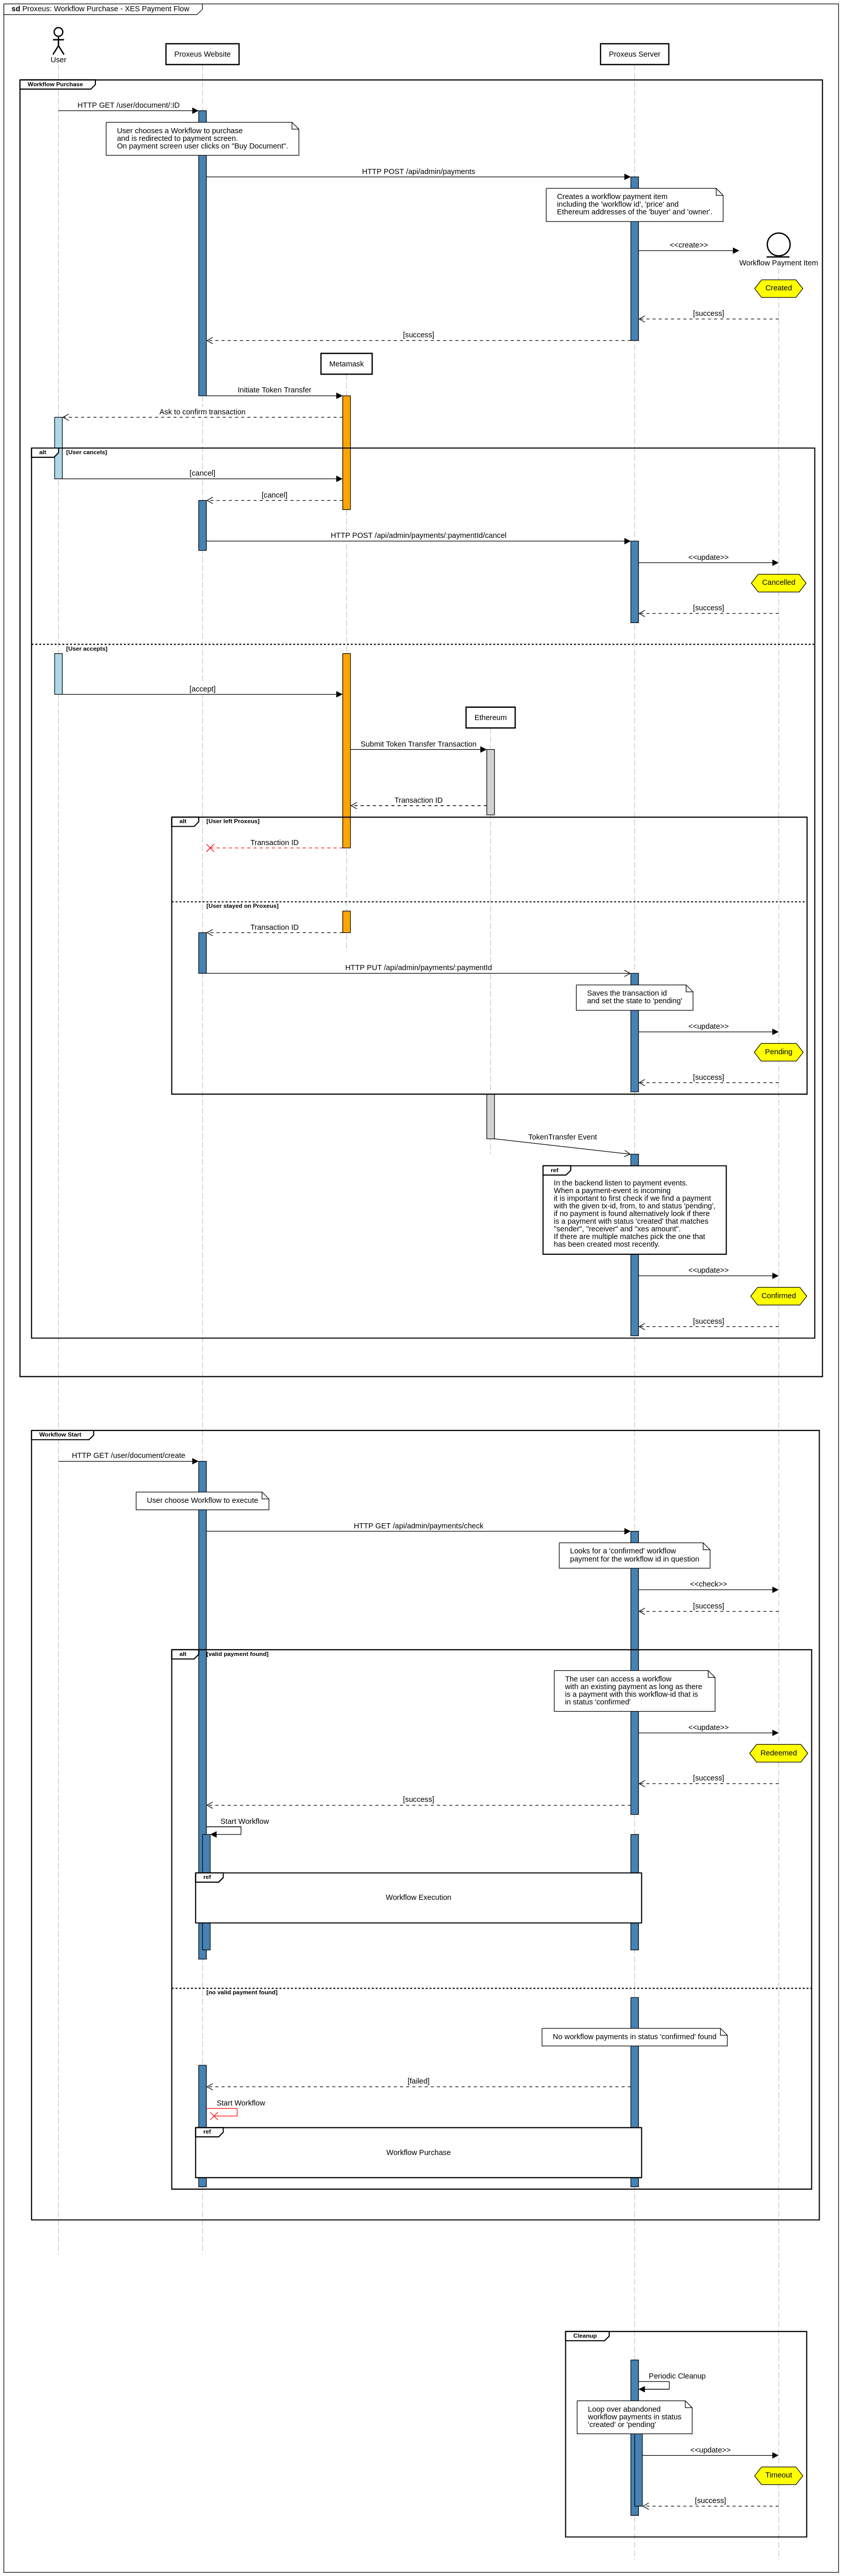 sd Proxeus: Workflow Purchase - XES Payment Flow
User
Proxeus Website
Proxeus Server
Workflow Purchase
HTTP GET /user/document/:ID
User chooses a Workflow to purchase
and is redirected to payment screen.
On payment screen user clicks on "Buy Document".
HTTP POST /api/admin/payments
Creates a workflow payment item
including the 'workflow id', 'price' and
Ethereum addresses of the 'buyer' and 'owner'.
<<create>>
Workflow Payment Item
Created
[success]
[success]
Metamask
Initiate Token Transfer
Ask to confirm transaction
alt
[User cancels]
[cancel]
[cancel]
HTTP POST /api/admin/payments/:paymentId/cancel
<<update>>
Cancelled
[success]
[User accepts]
[accept]
Ethereum
Submit Token Transfer Transaction
Transaction ID
alt
[User left Proxeus]
Transaction ID
[User stayed on Proxeus]
Transaction ID
HTTP PUT /api/admin/payments/:paymentId
Saves the transaction id
and set the state to 'pending'
<<update>>
Pending
[success]
TokenTransfer Event
ref
In the backend listen to payment events.
When a payment-event is incoming
it is important to first check if we find a payment
with the given tx-id, from, to and status 'pending',
if no payment is found alternatively look if there
is a payment with status 'created' that matches
"sender", "receiver" and "xes amount".
If there are multiple matches pick the one that
has been created most recently.
<<update>>
Confirmed
[success]
Workflow Start
HTTP GET /user/document/create
User choose Workflow to execute
HTTP GET /api/admin/payments/check
Looks for a 'confirmed' workflow
payment for the workflow id in question
<<check>>
[success]
alt
[valid payment found]
The user can access a workflow
with an existing payment as long as there
is a payment with this workflow-id that is
in status 'confirmed'
<<update>>
Redeemed
[success]
[success]
Start Workflow
ref
Workflow Execution
[no valid payment found]
No workflow payments in status 'confirmed' found
[failed]
Start Workflow
ref
Workflow Purchase
Cleanup
Periodic Cleanup
Loop over abandoned
workflow payments in status
'created' or 'pending'
<<update>>
Timeout
[success]